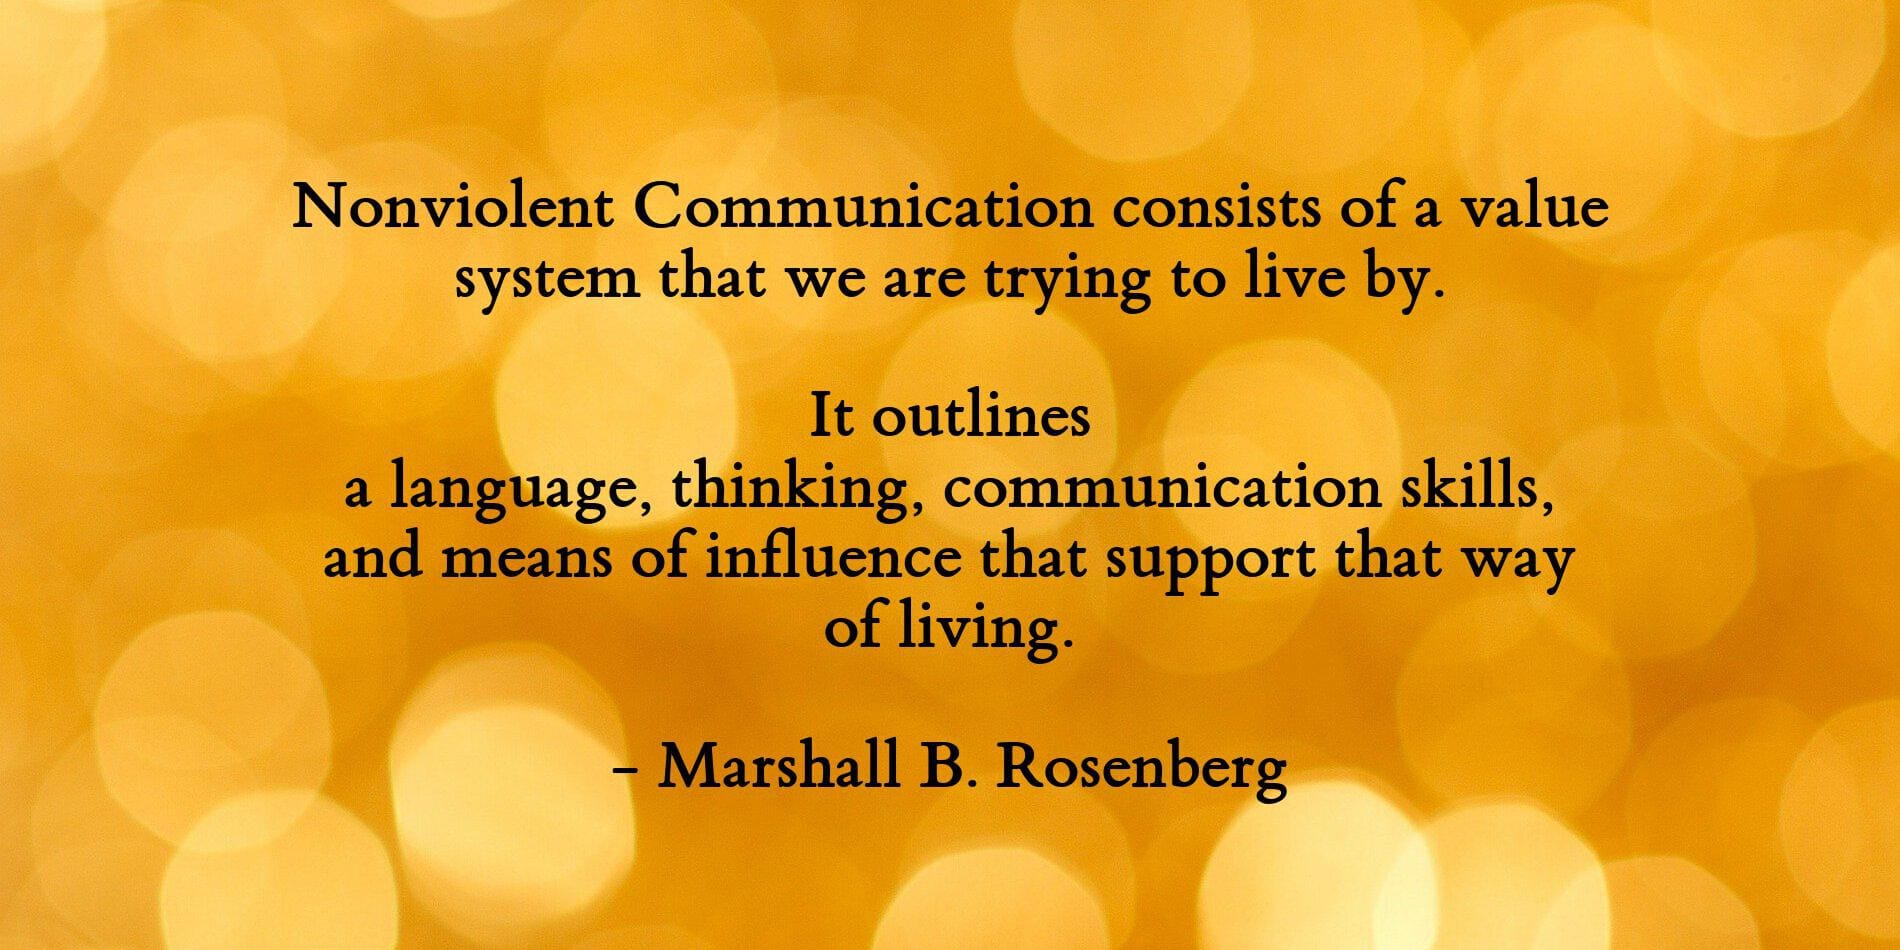 Nonviolent Communication consists of a value
system that we are trying to live by.
It outlines
a language, thinking, communication skills,
and means of influence that support that way
of living.
- Marshall B. Rosenberg